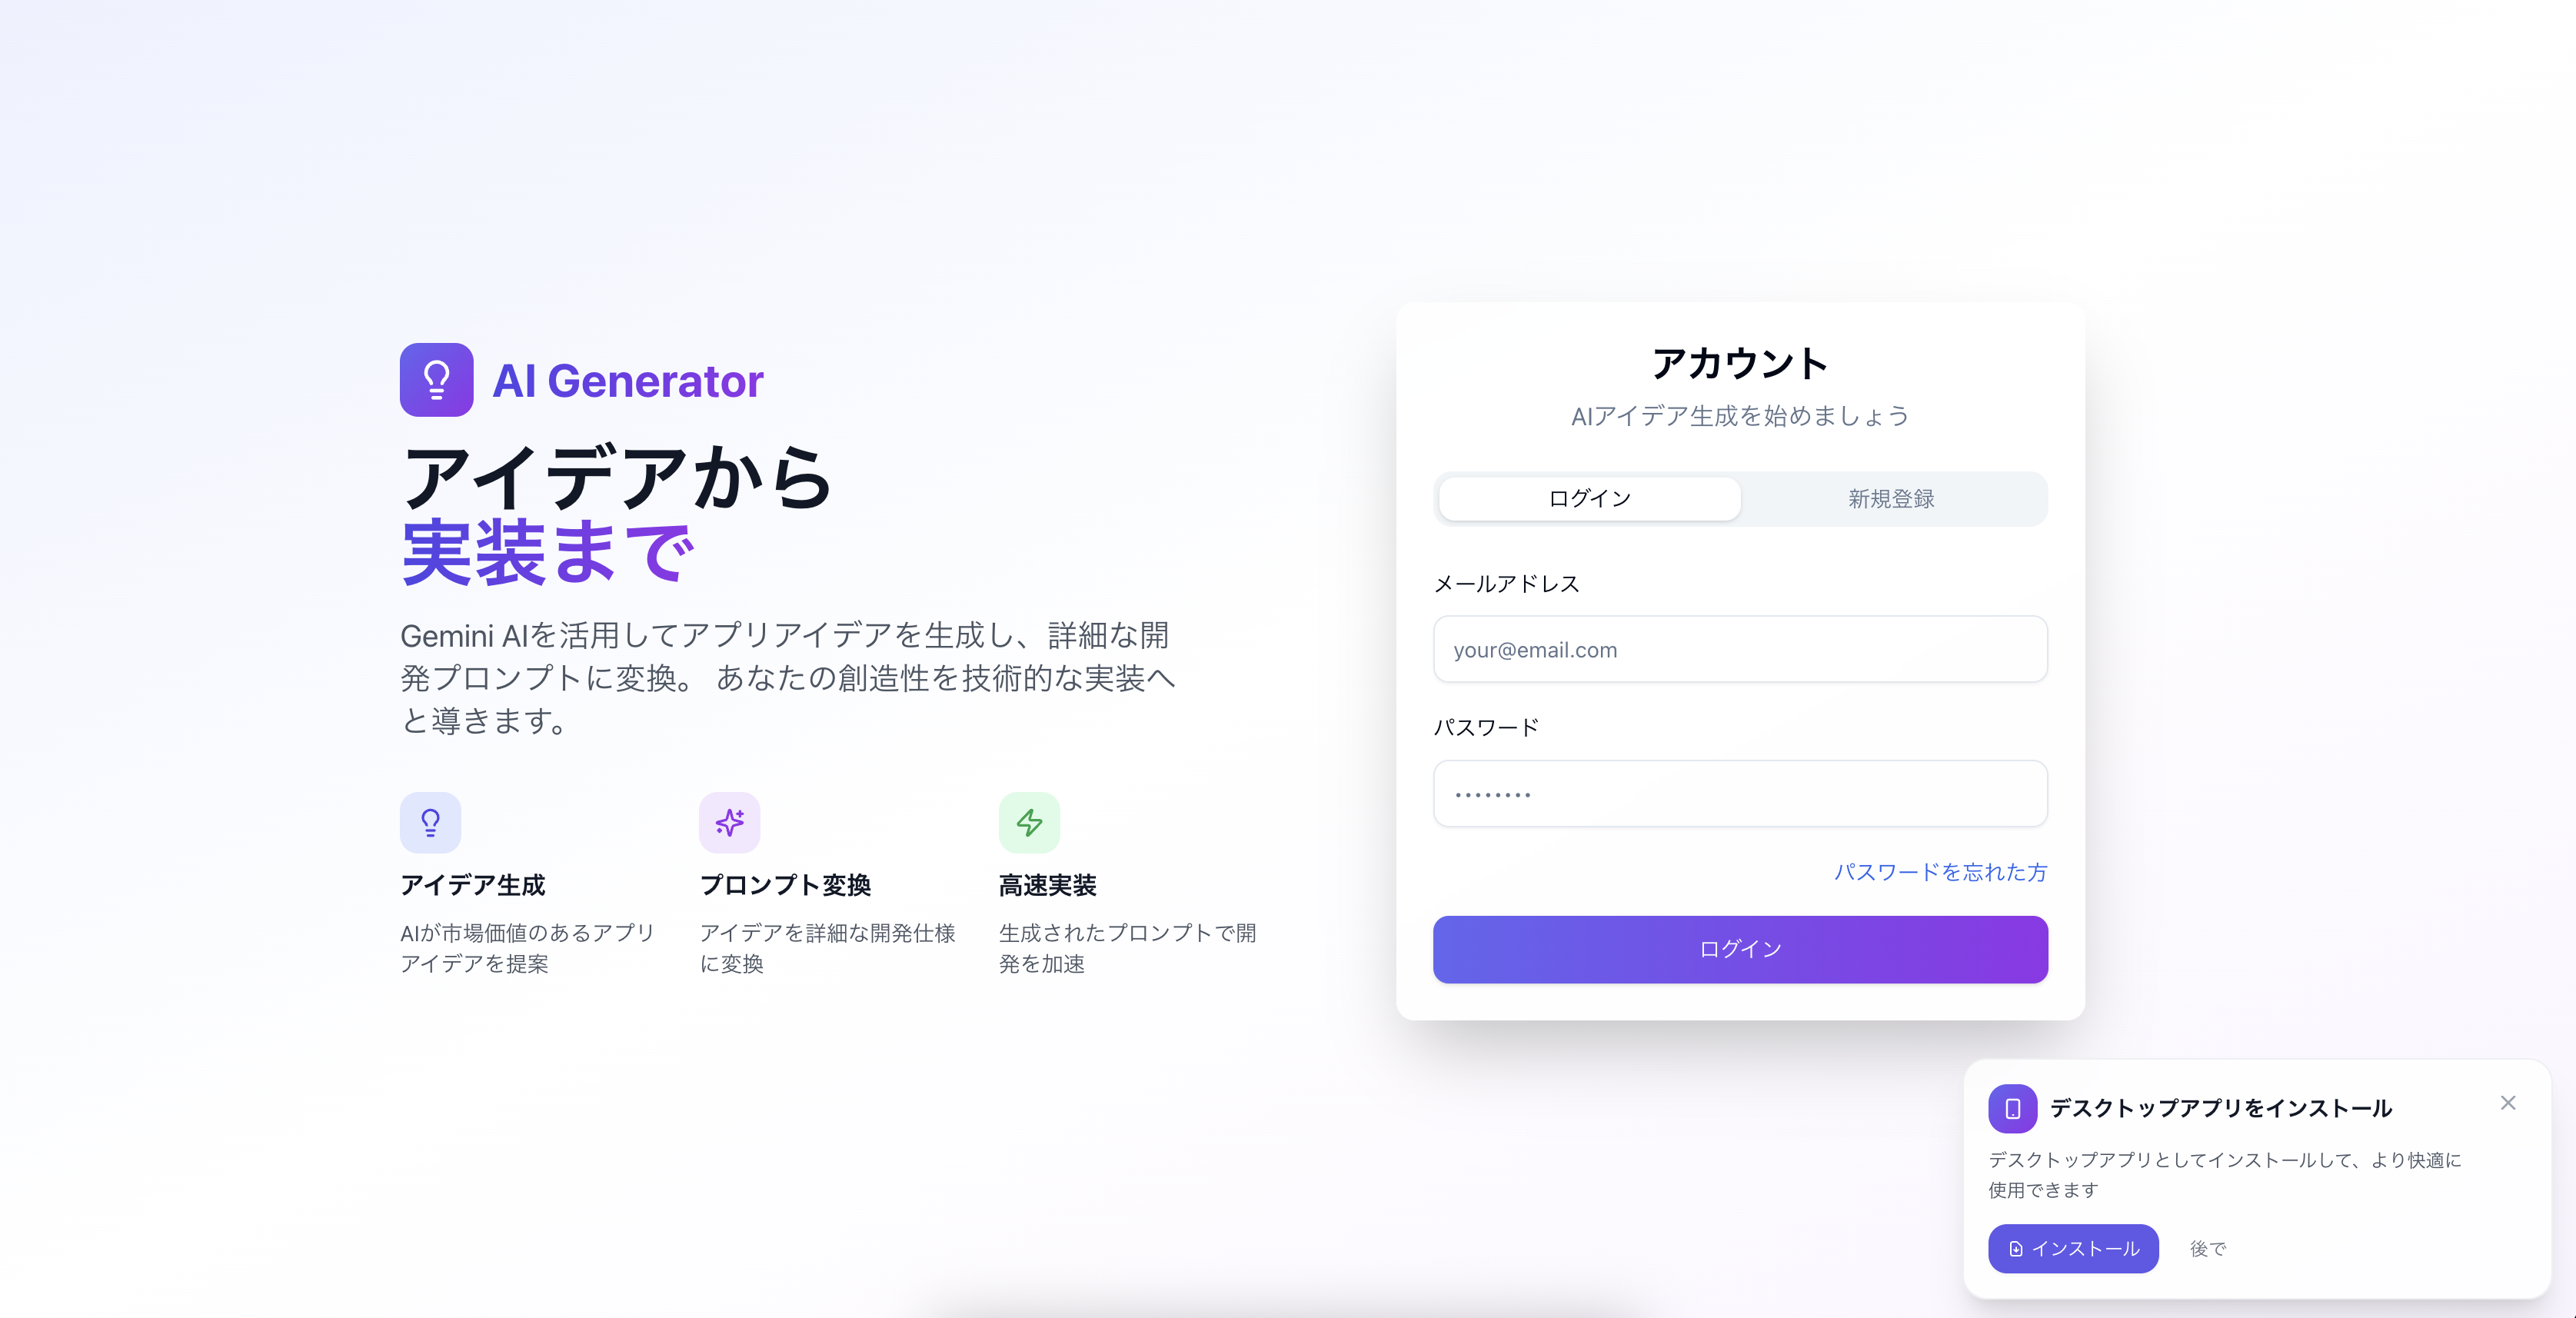 AI Generator
アイデアから
実装まで
Gemini AIを活用してアプリアイデアを生成し、詳細な開
発プロンプトに変換。 あなたの創造性を技術的な実装へ
と導きます。
アイデア生成
AIが市場価値のあるアプリ
アイデアを提案
プロンプト変換
アイデアを詳細な開発仕様
に変換
高速実装
生成されたプロンプトで開
発を加速
アカウント
AIアイデア生成を始めましょう
ログイン
新規登録
メールアドレス
your@email.com
パスワード
••••••••
パスワードを忘れた方
ログイン
デスクトップアプリをインストール
デスクトップアプリとしてインストールして、より快適に
使用できます
インストール
後で